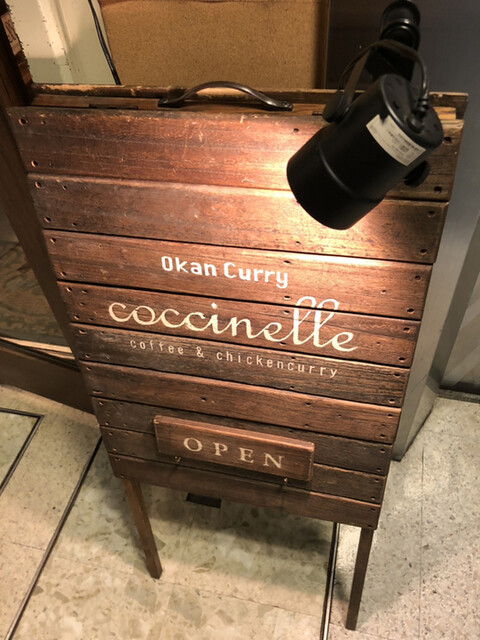 Okan Curry
coccinelle
coffee & chickencurry
OPEN